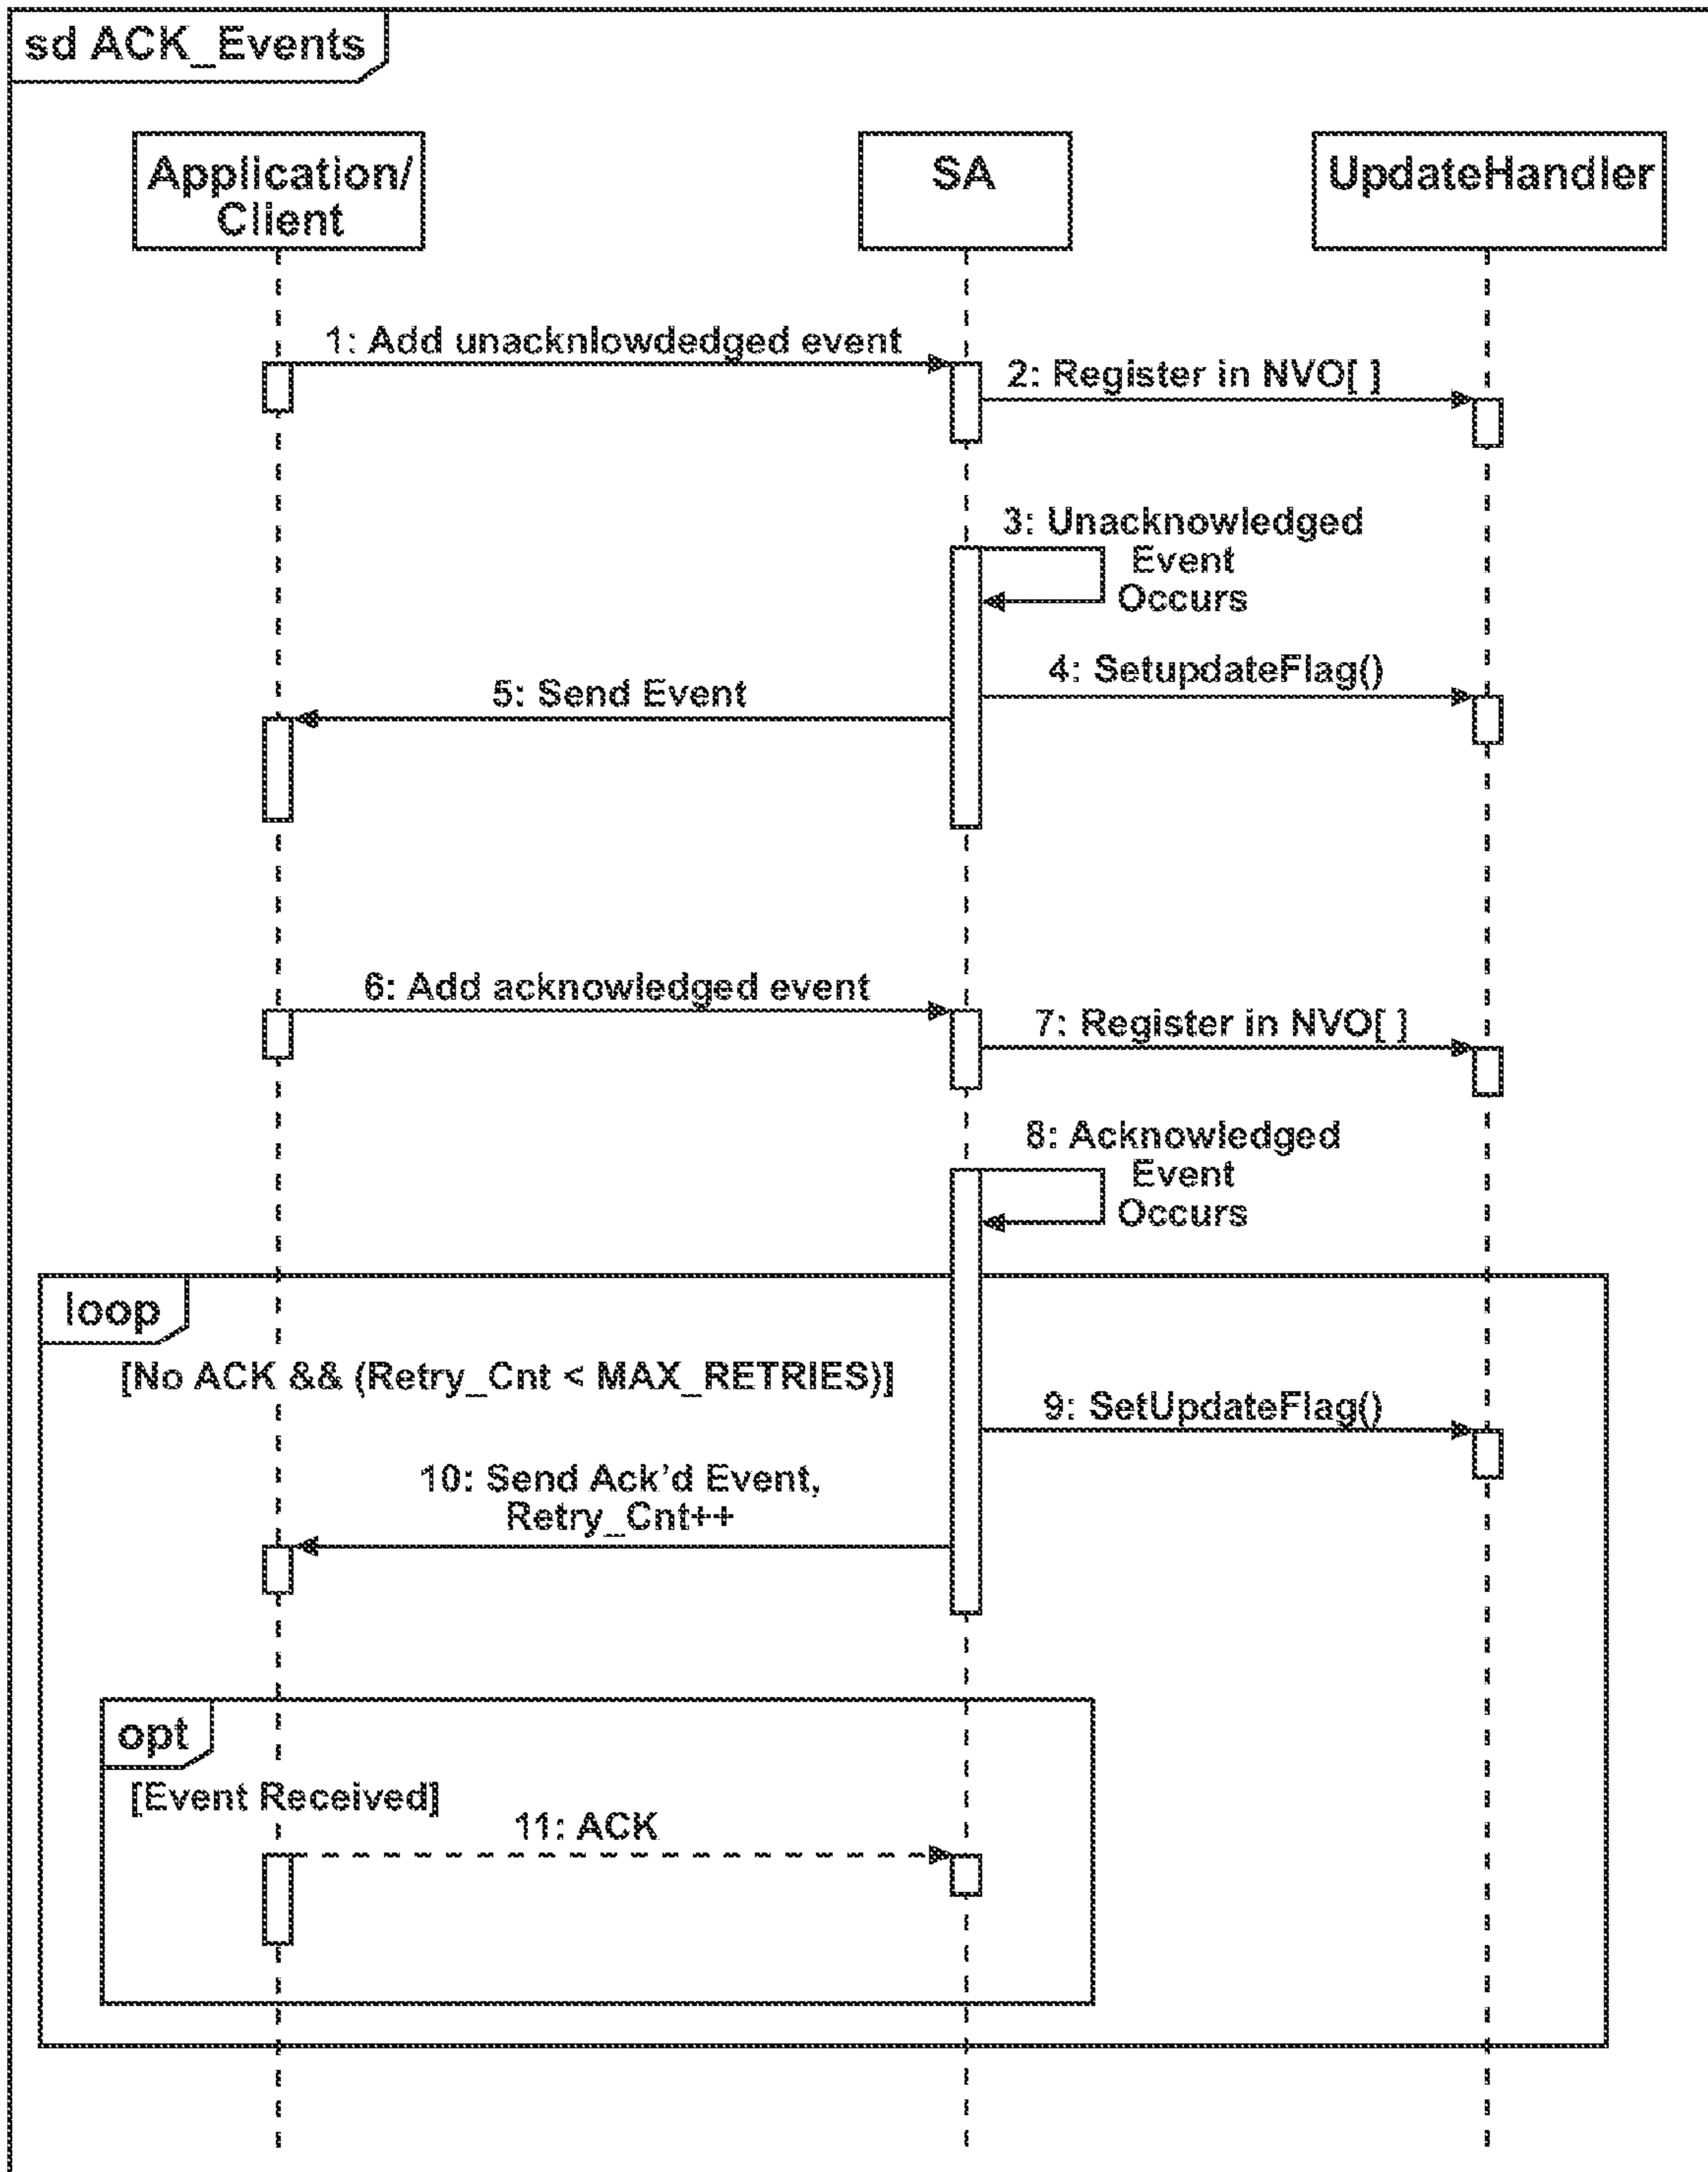 sd ACK_Events
Application/
Client
SA
UpdateHandler
1: Add unacknlowdedged event
2: Register in NVO[ ]
3: Unacknowledged
Event
Occurs
4: SetupdateFlag()
5: Send Event
6: Add acknowledged event
7: Register in NVO[ ]
8: Acknowledged
Event
Occurs
loop
[No ACK && (Retry_Cnt < MAX_RETRIES)]
9: SetUpdateFlag()
10: Send Ack'd Event,
Retry_Cnt++
opt
[Event Received]
11: ACK